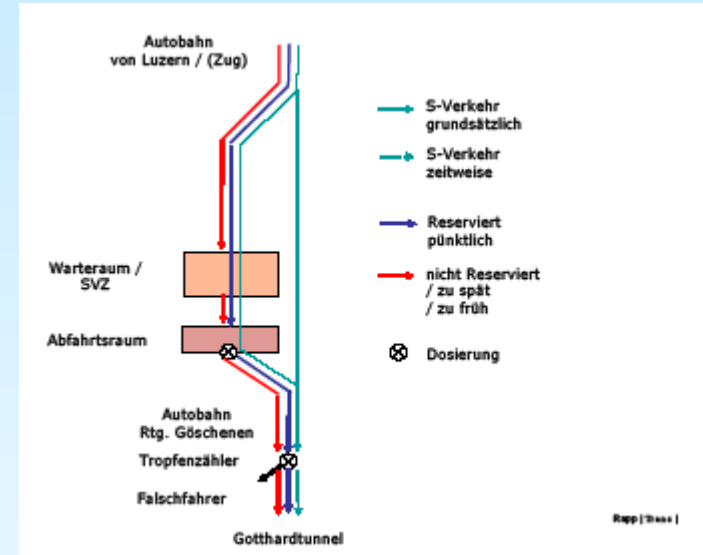 Autobahn
von Luzern / (Zug)
S-Verkehr
grundsätzlich
S-Verkehr
zeitweise
Reserviert
pünktlich
Warteraum /
SVZ
nicht Reserviert
/ zu spät
/ zu früh
Abfahrtsraum
Dosierung
Autobahn
Rtg. Göschenen
Tropfenzähler
Falschfahrer
Gotthardtunnel
Rapp